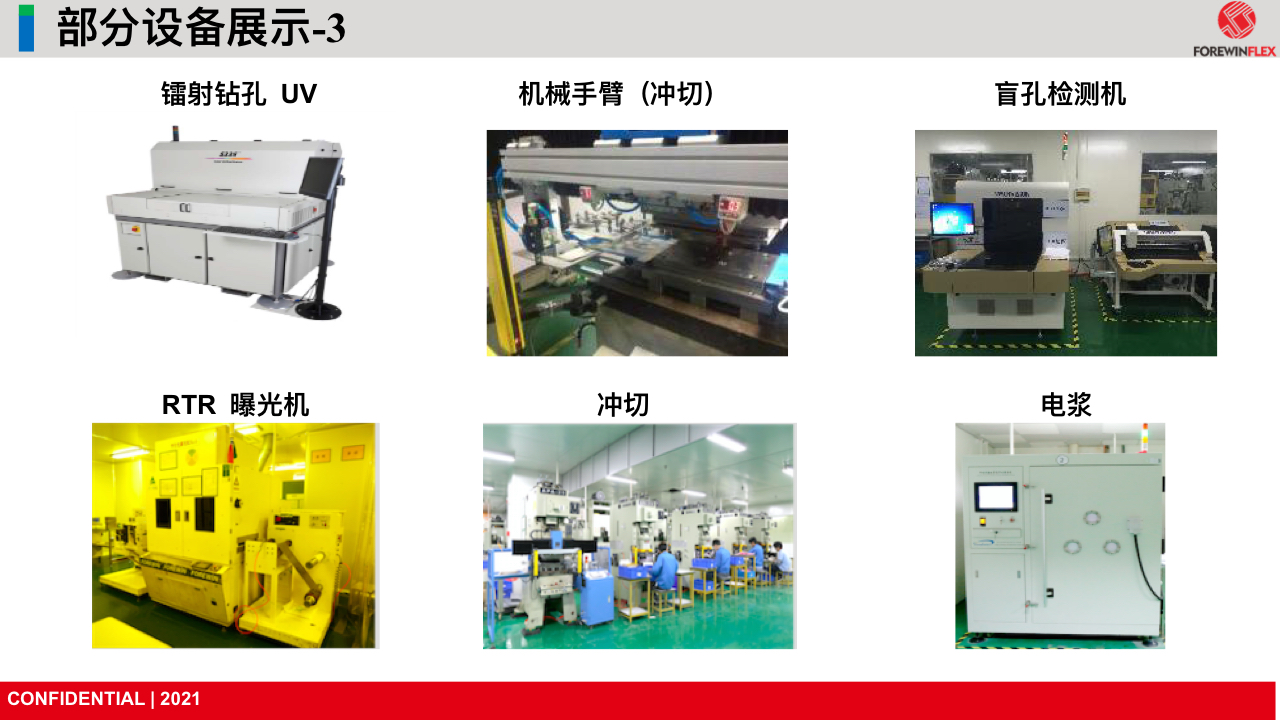 部分设备展示-3
FOREWINFLEX
镭射钻孔 UV
机械手臂（冲切）
盲孔检测机
RTR 曝光机
冲切
电浆
CONFIDENTIAL | 2021